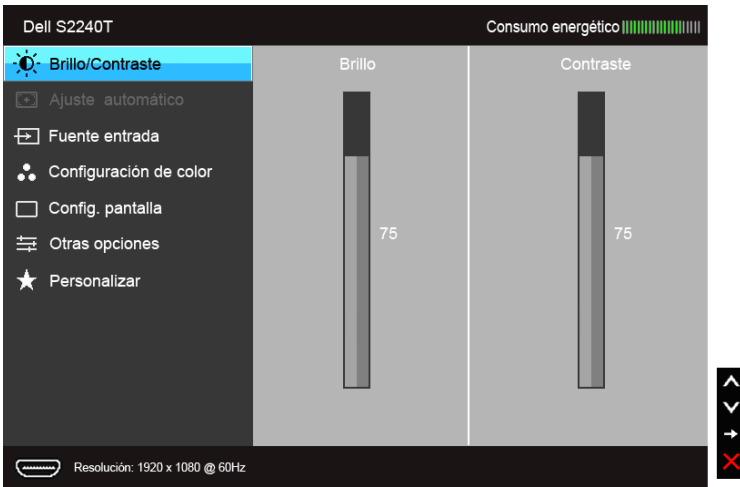 Dell S2240T
Consumo energético
Brillo/Contraste
Ajuste automático
Fuente entrada
Configuración de color
Config. pantalla
Otras opciones
Personalizar
Brillo
Contraste
75
75
Resolución: 1920 x 1080 @ 60Hz